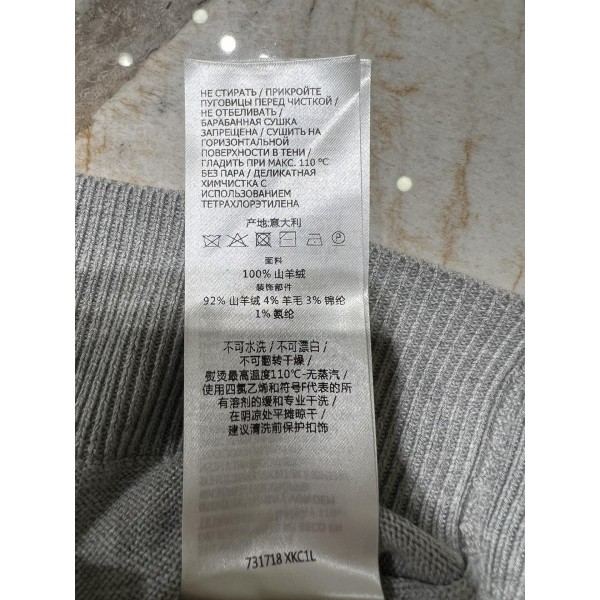 НЕ СТИРАТЬ / ПРИКРОЙТЕ
ПУГОВИЦЫ ПЕРЕД ЧИСТКОЙ /
НЕ ОТБЕЛИВАТЬ /
БАРАБАННАЯ СУШКА
ЗАПРЕЩЕНА / СУШИТЬ НА
ГОРИЗОНТАЛЬНОЙ
ПОВЕРХНОСТИ В ТЕНИ /
ГЛАДИТЬ ПРИ МАКС. 110 °C
БЕЗ ПАРА / ДЕЛИКАТНАЯ
ХИМЧИСТКА С
ИСПОЛЬЗОВАНИЕМ
ТЕТРАХЛОРЭТИЛЕНА
产地:意大利
面料
100% 山羊绒
装饰部件
92% 山羊绒 4% 羊毛 3% 锦纶
1% 氨纶
不可水洗 / 不可漂白 /
不可翻转干燥 /
熨烫最高温度110℃-无蒸汽 /
使用四氯乙烯和符号F代表的所
有溶剂的缓和专业干洗 /
在阴凉处平摊晾干 /
建议清洗前保护扣饰
731718 XKC1L